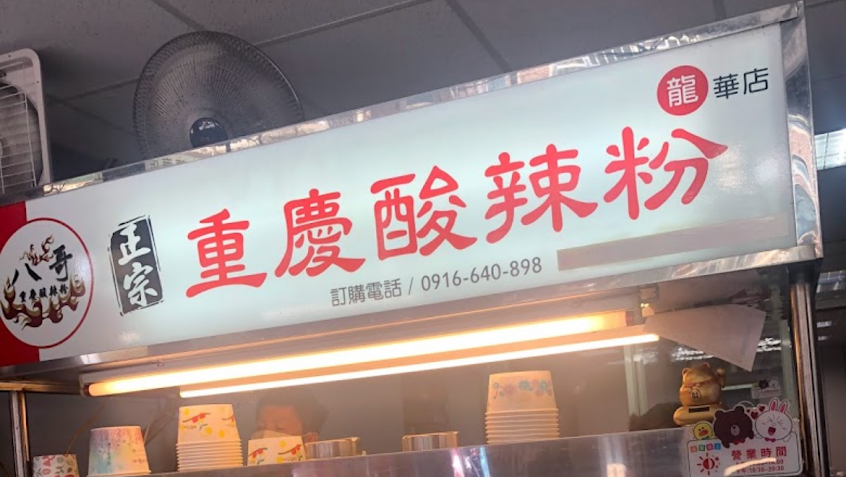 八哥
重慶酸辣粉
正宗
重慶酸辣粉
龍華店
訂購電話 / 0916-640-898
營業時間